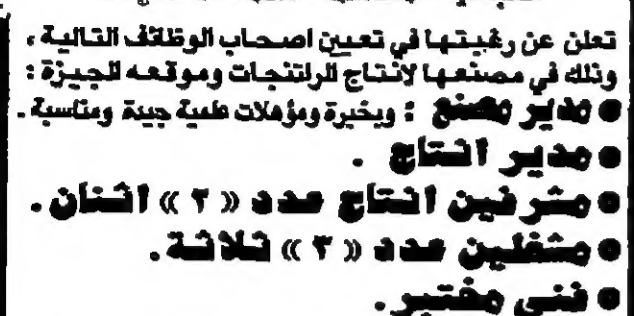 تعلن عن رغبتها في تعيين اصحاب الوظائف التالية ،
وذلك في مصنعها لانتاج الراتنجات وموقعه الجيزة :
● مدير مصنع : وبخبرة ومؤهلات علمية جيدة ومناسبة .
● مدير انتاج .
● مشرفين انتاج عدد « ٢ » اثنان .
● مشغلين عدد « ٣ » ثلاثة .
● فني مختبر .